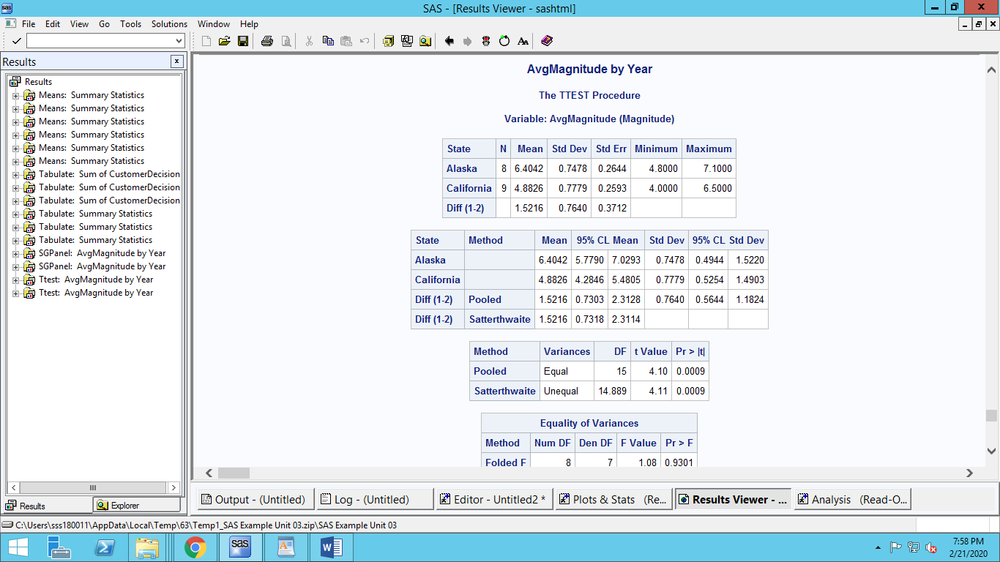 sas
SAS - [Results Viewer - sashtml]
File Edit View Go Tools Solutions Window Help
Results
Results
Means: Summary Statistics
Means: Summary Statistics
Means: Summary Statistics
Means: Summary Statistics
Means: Summary Statistics
Means: Summary Statistics
Tabulate: Sum of CustomerDecision
Tabulate: Sum of CustomerDecision
Tabulate: Sum of CustomerDecision
Tabulate: Summary Statistics
Tabulate: Summary Statistics
Tabulate: Summary Statistics
SGPanel: AvgMagnitude by Year
SGPanel: AvgMagnitude by Year
Ttest: AvgMagnitude by Year
Ttest: AvgMagnitude by Year
Results Explorer
AvgMagnitude by Year
The TTEST Procedure
Variable: AvgMagnitude (Magnitude)
State N Mean Std Dev Std Err Minimum Maximum
Alaska 8 6.4042 0.7478 0.2644 4.8000 7.1000
California 9 4.8826 0.7779 0.2593 4.0000 6.5000
Diff (1-2) 1.5216 0.7640 0.3712
State Method Mean 95% CL Mean Std Dev 95% CL Std Dev
Alaska 6.4042 5.7790 7.0293 0.7478 0.4944 1.5220
California 4.8826 4.2846 5.4805 0.7779 0.5254 1.4903
Diff (1-2) Pooled 1.5216 0.7303 2.3128 0.7640 0.5644 1.1824
Diff (1-2) Satterthwaite 1.5216 0.7318 2.3114
Method Variances DF t Value Pr > |t|
Pooled Equal 15 4.10 0.0009
Satterthwaite Unequal 14.889 4.11 0.0009
Equality of Variances
Method Num DF Den DF F Value Pr > F
Folded F 8 7 1.08 0.9301
Output - (Untitled) Log - (Untitled) Editor - Untitled2 * Plots & Stats (Re... Results Viewer - ... Analysis (Read-O...
C:\Users\sss180011\AppData\Local\Temp\63\Temp1_SAS Example Unit 03.zip\SAS Example Unit 03
sas
7:58 PM
2/21/2020